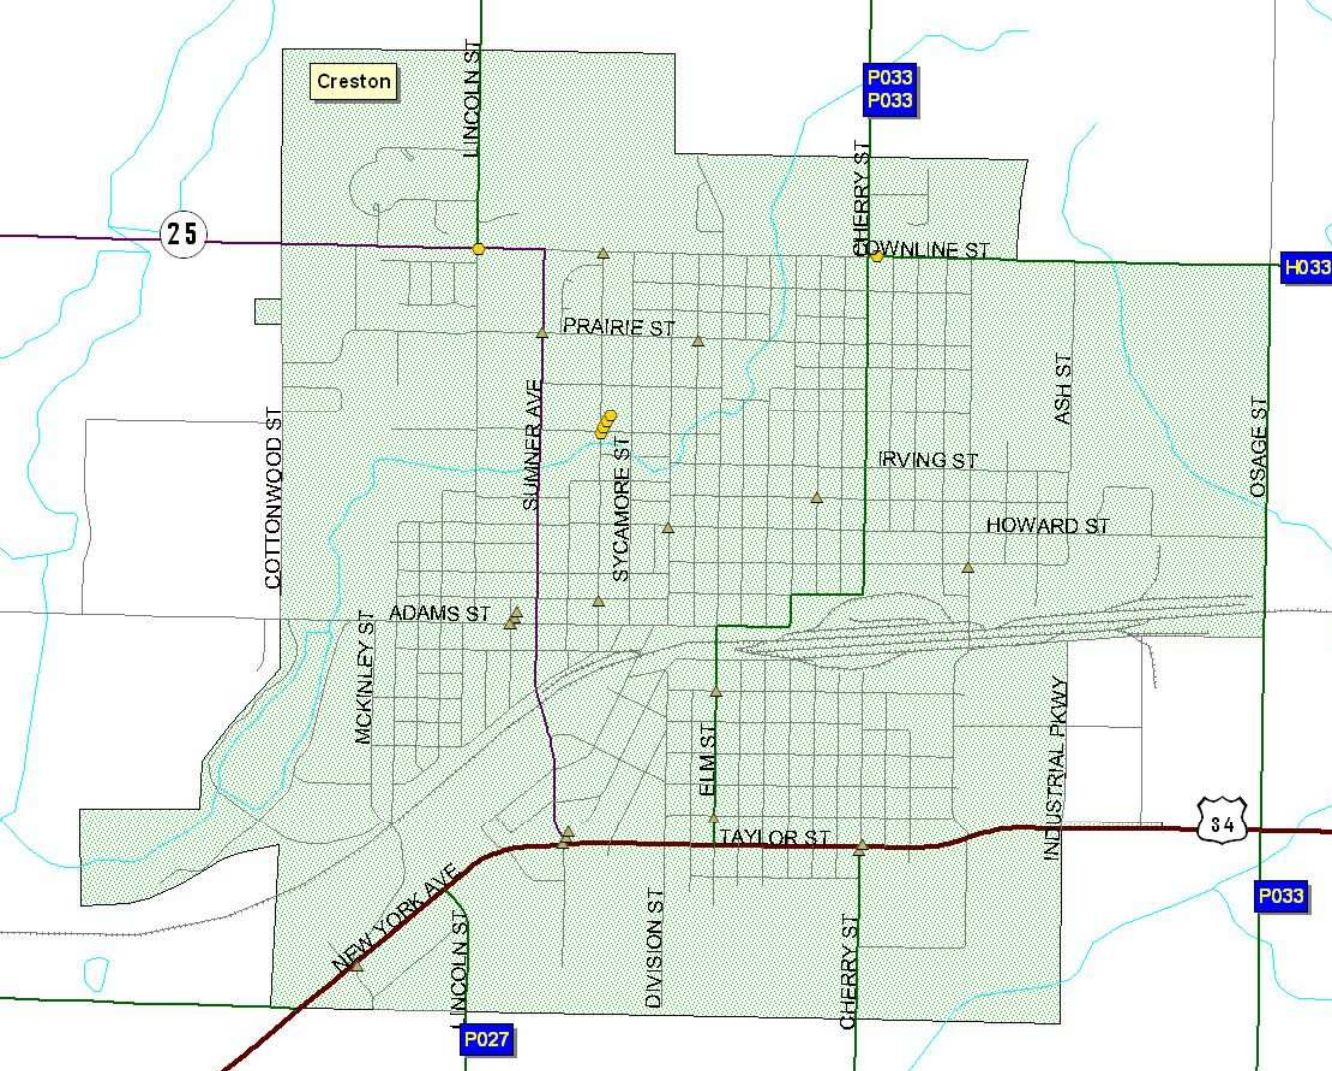 LINCOLN ST
Creston
P033
P033
CHERRY ST
25
TOWNLINE ST
H033
PRAIRIE ST
ASH ST
SUMNER AVE
OSAGE ST
COTTONWOOD ST
SYCAMORE ST
IRVING ST
HOWARD ST
ADAMS ST
MCKINLEY ST
INDUSTRIAL PKWY
ELM ST
34
TAYLOR ST
NEW YORK AVE
P033
DIVISION ST
LINCOLN ST
CHERRY ST
P027